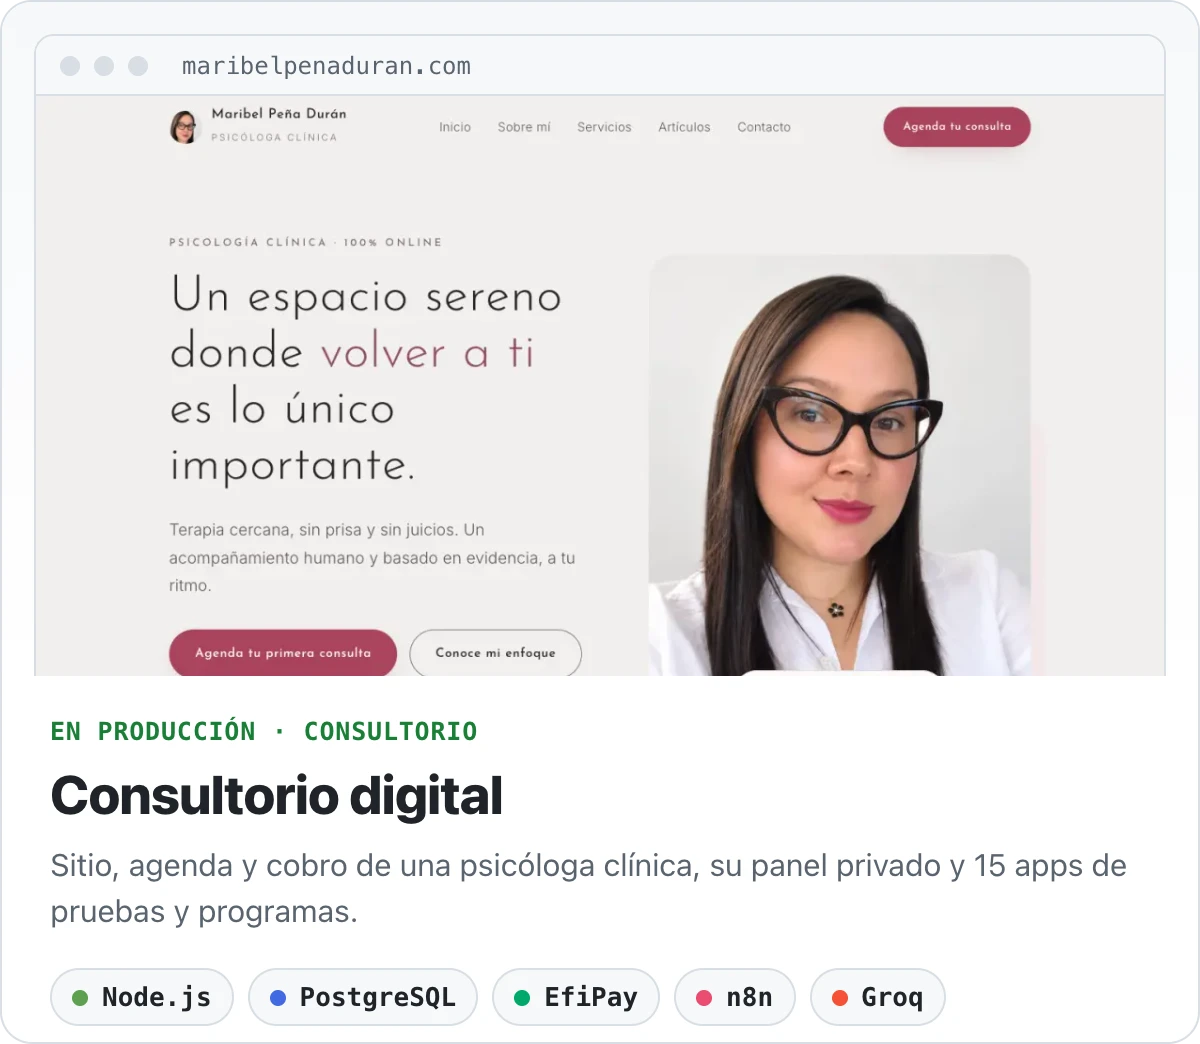 maribelpenaduran.com
Maribel Peña Durán
PSICÓLOGA CLÍNICA
Inicio
Sobre mí
Servicios
Artículos
Contacto
Agenda tu consulta
PSICOLOGÍA CLÍNICA · 100% ONLINE
Un espacio sereno
donde volver a ti
es lo único
importante.
Terapia cercana, sin prisa y sin juicios. Un
acompañamiento humano y basado en evidencia, a tu
ritmo.
Agenda tu primera consulta
Conoce mi enfoque
EN PRODUCCIÓN · CONSULTORIO
Consultorio digital
Sitio, agenda y cobro de una psicóloga clínica, su panel privado y 15 apps de
pruebas y programas.
Node.js
PostgreSQL
EfiPay
n8n
Groq